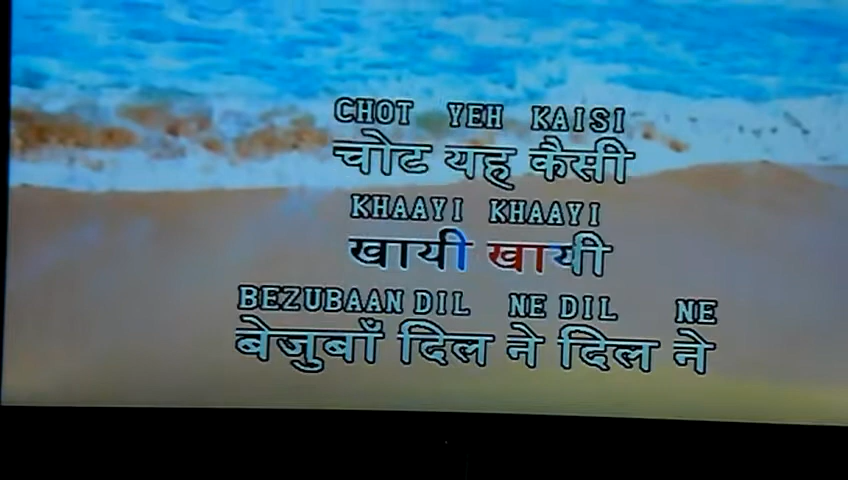 CHOT YEH KAISI
चोट यह कैसी
KHAAYI KHAAYI
खायी खायी
BEZUBAAN DIL NE DIL NE
बेजुबाँ दिल ने दिल ने